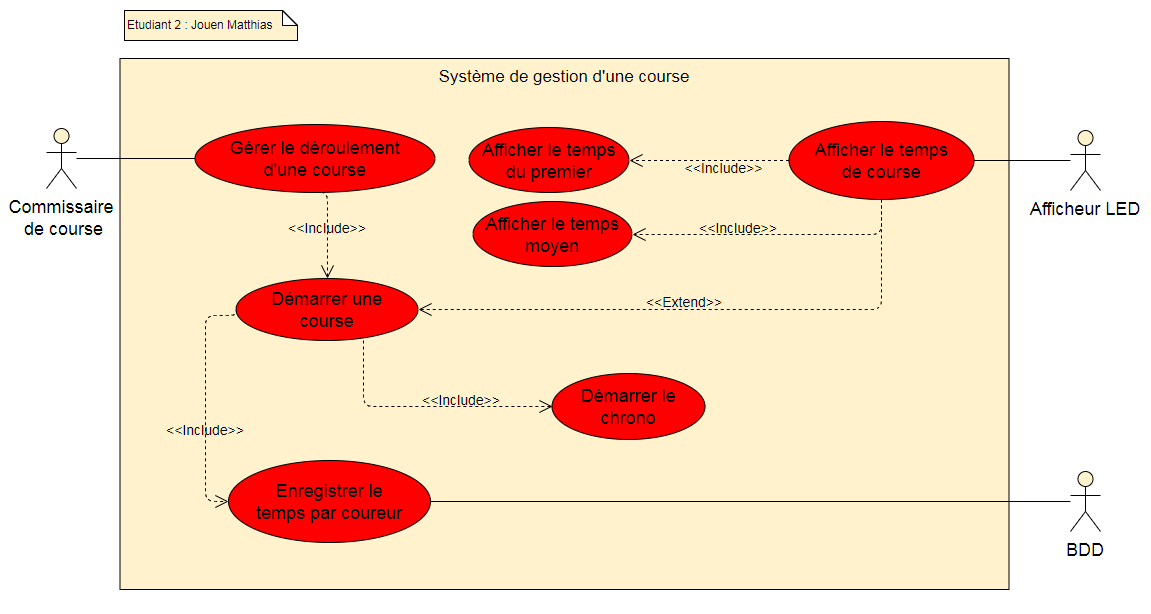 Etudiant 2 : Jouen Matthias
Système de gestion d'une course
Gérer le déroulement
d'une course
Afficher le temps
du premier
Afficher le temps
de course
<<Include>>
Commissaire
de course
Afficheur LED
<<Include>>
Afficher le temps
moyen
<<Include>>
Démarrer une
course
<<Extend>>
<<Include>>
Démarrer le
chrono
<<Include>>
Enregistrer le
temps par coureur
BDD